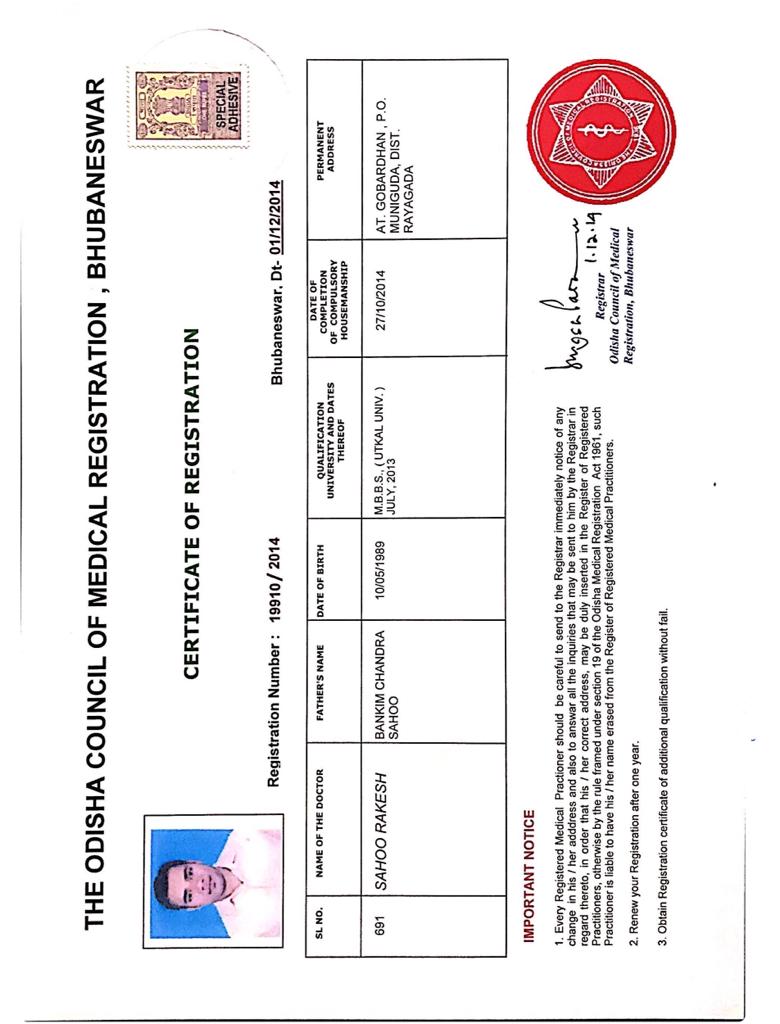 THE ODISHA COUNCIL OF MEDICAL REGISTRATION , BHUBANESWAR
SPECIAL
ADHESIVE
CERTIFICATE OF REGISTRATION
Registration Number : 19910/ 2014
Bhubaneswar, Dt- 01/12/2014
SL NO.
NAME OF THE DOCTOR
FATHER'S NAME
DATE OF BIRTH
QUALIFICATION
UNIVERSITY AND DATES
THEREOF
DATE OF
COMPLETION
OF COMPULSORY
HOUSEMANSHIP
PERMANENT
ADDRESS
691
SAHOO RAKESH
BANKIM CHANDRA
SAHOO
10/05/1989
M.B.B.S., ( UTKAL UNIV. )
JULY, 2013
27/10/2014
AT. GOBARDHAN , P.O.
MUNIGUDA, DIST.
RAYAGADA
IMPORTANT NOTICE
1. Every Registered Medical Practioner should be careful to send to the Registrar immediately notice of any
change in his / her adddress and also to answer all the inquiries that may be sent to him by the Registrar in
regard thereto, in order that his / her correct address, may be duly inserted in the Register of Registered
Practitioners, otherwise by the rule framed under section 19 of the Odisha Medical Registration Act 1961, such
Practitioner is liable to have his / her name erased from the Register of Registered Medical Practitioners.
2. Renew your Registration after one year.
3. Obtain Registration certificate of additional qualification without fail.
1.12.14
Registrar
Odisha Council of Medical
Registration, Bhubaneswar
THE ORISSA COUNCIL OF MEDICAL REGISTRATION